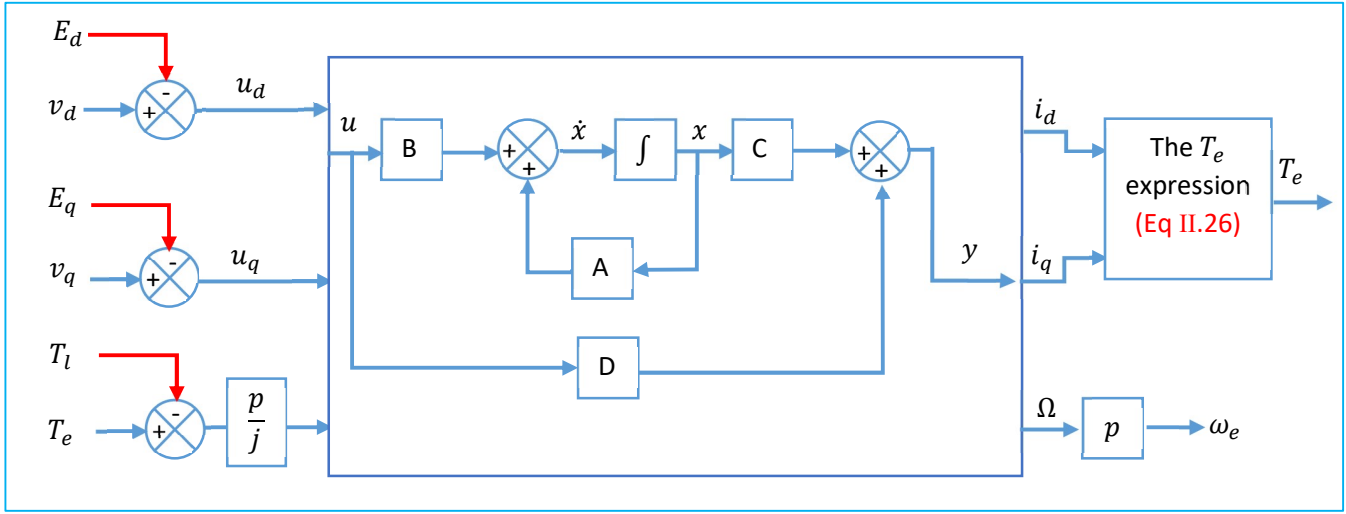 E_d
-
+
v_d
u_d
E_q
-
+
v_q
u_q
T_l
-
+
T_e
p
j
u
B
+
+
ẋ
∫
x
C
+
+
A
D
y
i_d
i_q
The T_e
expression
(Eq II.26)
T_e
Ω
p
ω_e